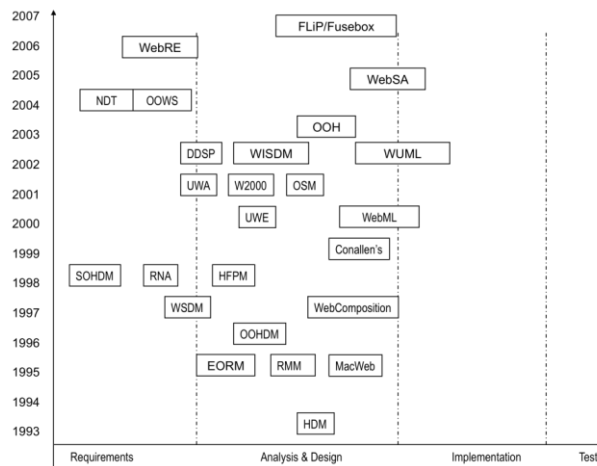 2007
FLiP/Fusebox
2006
WebRE
2005
WebSA
2004
NDT OOWS
2003
OOH
DDSP WISDM WUML
2002
UWA W2000 OSM
2001
UWE WebML
2000
Conallen's
1999
SOHDM RNA HFPM
1998
WSDM WebComposition
1997
OOHDM
1996
EORM RMM MacWeb
1995
1994
HDM
1993
Requirements Analysis & Design Implementation Test